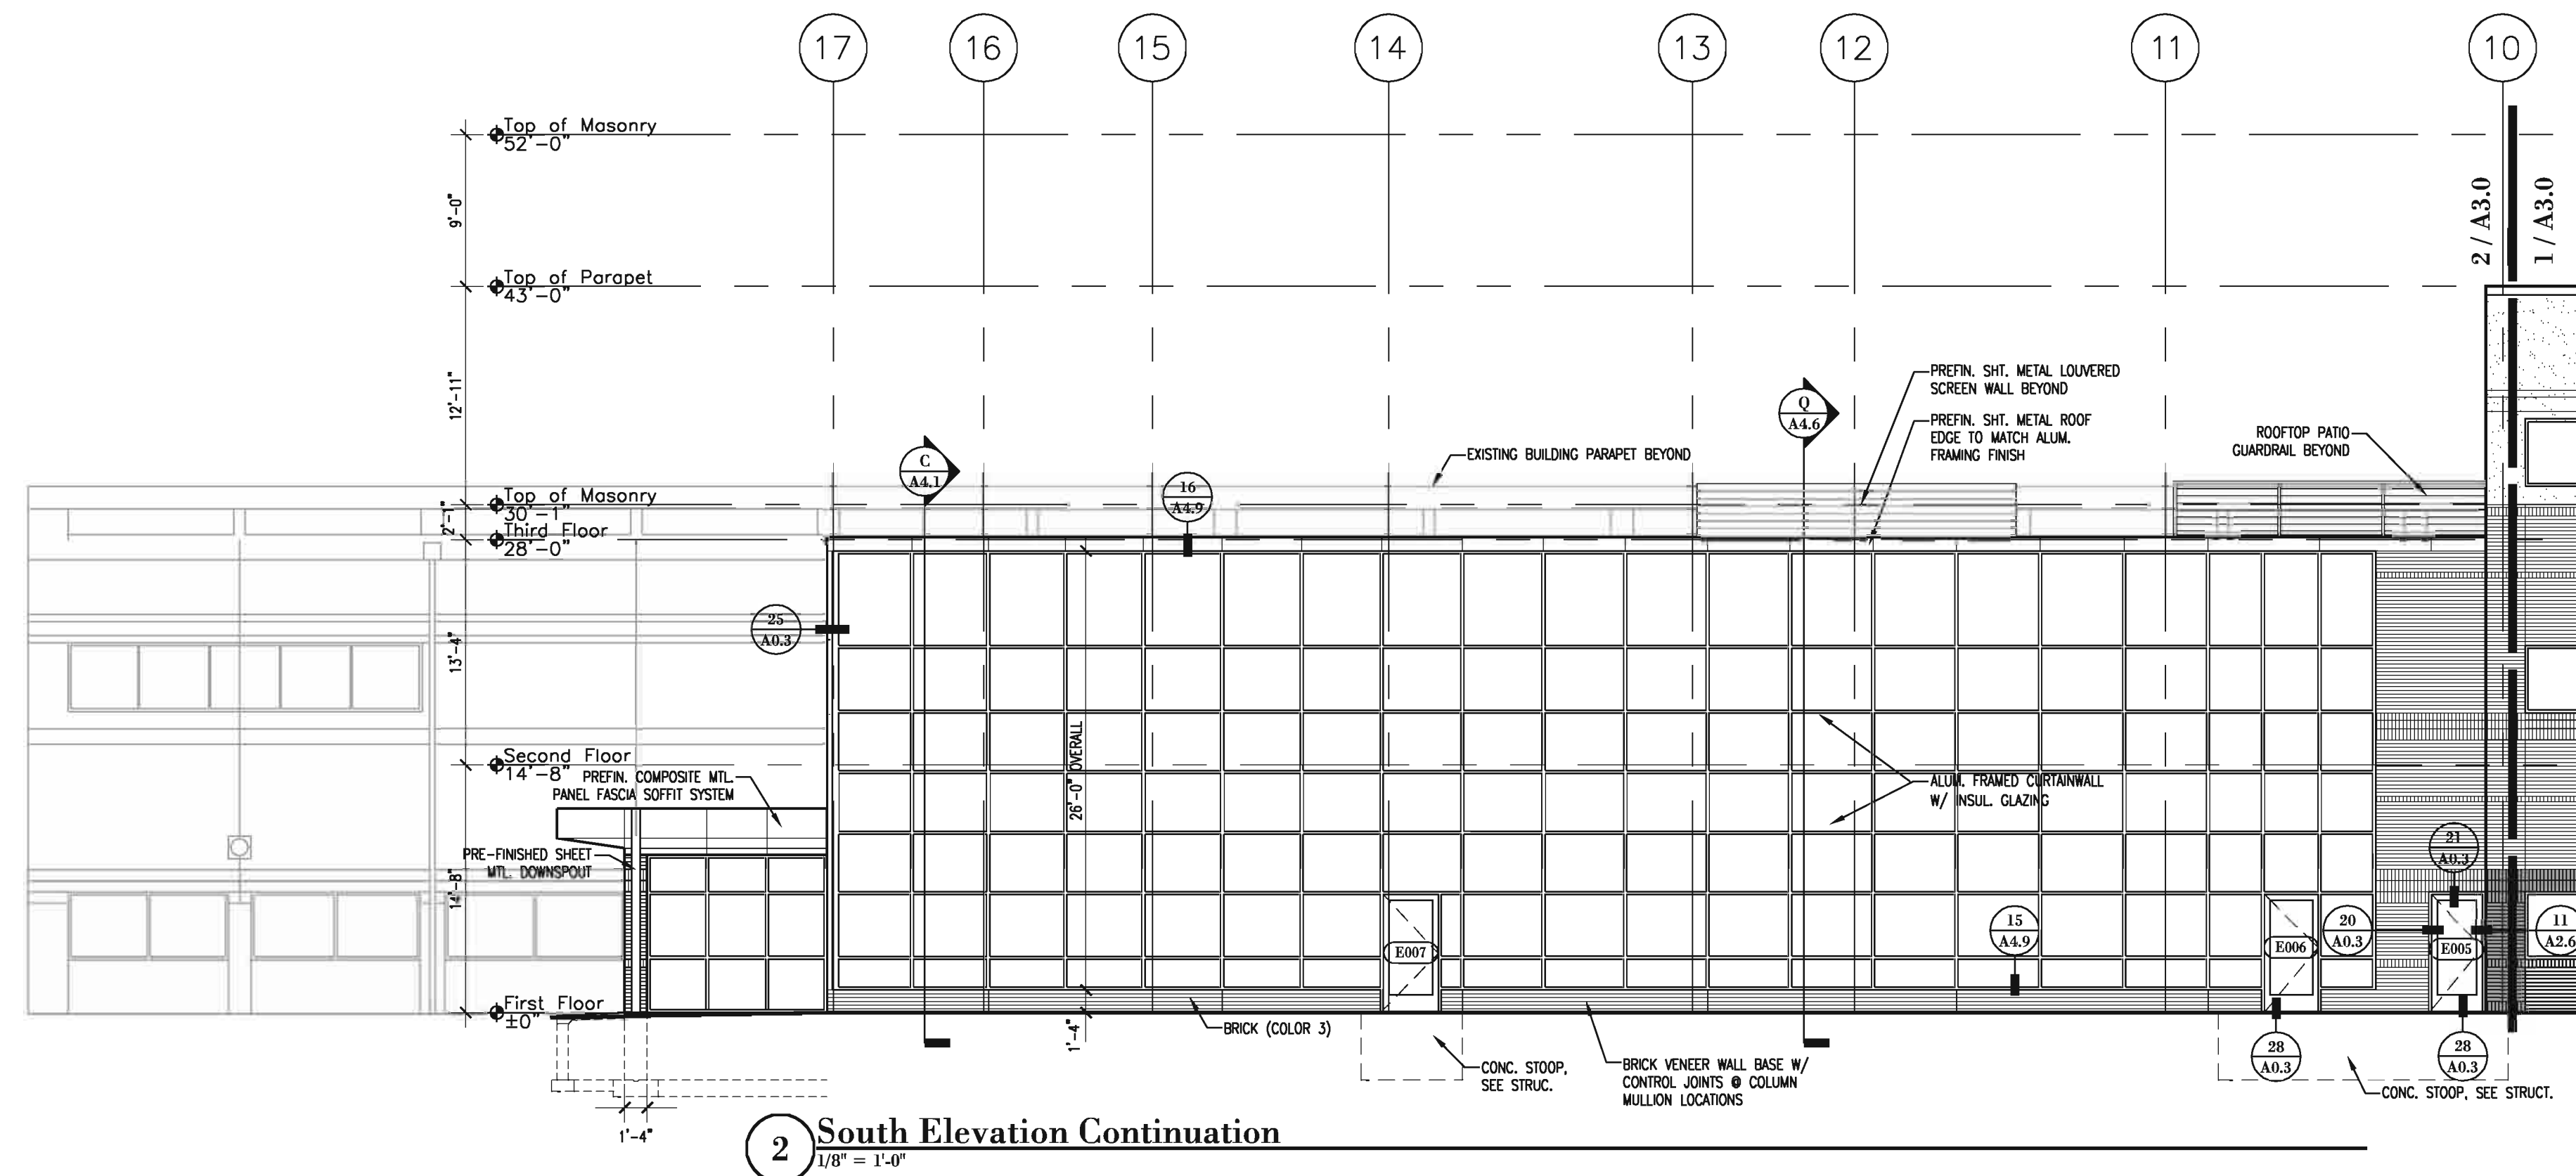 17 16 15 14 13 12 11 10
Top of Masonry
52'-0"
9'-0"
2 / A3.0
1 / A3.0
Top of Parapet
43'-0"
12'-11"
PREFIN. SHT. METAL LOUVERED
SCREEN WALL BEYOND
Q
A4.6
PREFIN. SHT. METAL ROOF
EDGE TO MATCH ALUM.
FRAMING FINISH
ROOFTOP PATIO
GUARDRAIL BEYOND
EXISTING BUILDING PARAPET BEYOND
C
A4.1
16
A4.9
Top of Masonry
30'-1"
2'-1"
Third Floor
28'-0"
25
A0.3
13'-4"
26'-0" OVERALL
Second Floor
14'-8"
PREFIN. COMPOSITE MTL.
PANEL FASCIA SOFFIT SYSTEM
ALUM. FRAMED CURTAINWALL
W/ INSUL. GLAZING
PRE-FINISHED SHEET
MTL. DOWNSPOUT
14'-8"
21
A0.3
15
A4.9
20
A0.3
11
A2.6
E007
E006
E005
First Floor
±0"
1'-4"
BRICK (COLOR 3)
CONC. STOOP,
SEE STRUC.
BRICK VENEER WALL BASE W/
CONTROL JOINTS @ COLUMN
MULLION LOCATIONS
28
A0.3
28
A0.3
CONC. STOOP, SEE STRUCT.
1'-4"
2
South Elevation Continuation
1/8" = 1'-0"